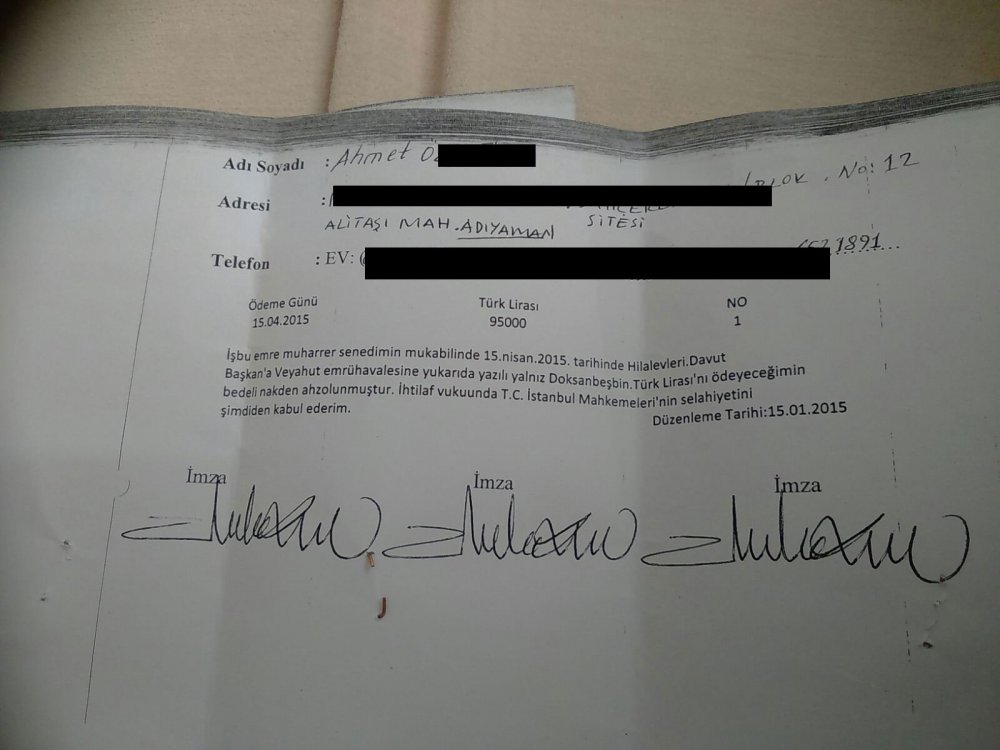 Adı Soyadı : Ahmet
Adresi : BLOK. No: 12
ALİTAŞI MAH. ADIYAMAN SİTESİ
Telefon : EV: ( 1891...
Ödeme Günü Türk Lirası NO
15.04.2015 95000 1
İşbu emre muharrer senedimin mukabilinde 15.nisan.2015. tarihinde Hilalevleri.Davut
Başkan'a Veyahut emrühavalesine yukarıda yazılı yalnız Doksanbeşbin.Türk Lirası'nı ödeyeceğimin
bedeli nakden ahzolunmuştur. İhtilaf vukuunda T.C. İstanbul Mahkemeleri'nin selahiyetini
şimdiden kabul ederim.
Düzenleme Tarihi:15.01.2015
İmza İmza İmza